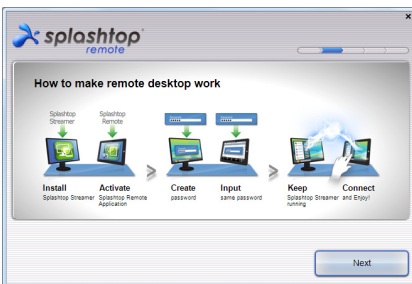 splashtop
remote
How to make remote desktop work
Splashtop Streamer
Splashtop Remote
Install
Splashtop Streamer
Activate
Splashtop Remote Application
Create
password
Input
same password
Keep
Splashtop Streamer running
Connect
and Enjoy!
Next